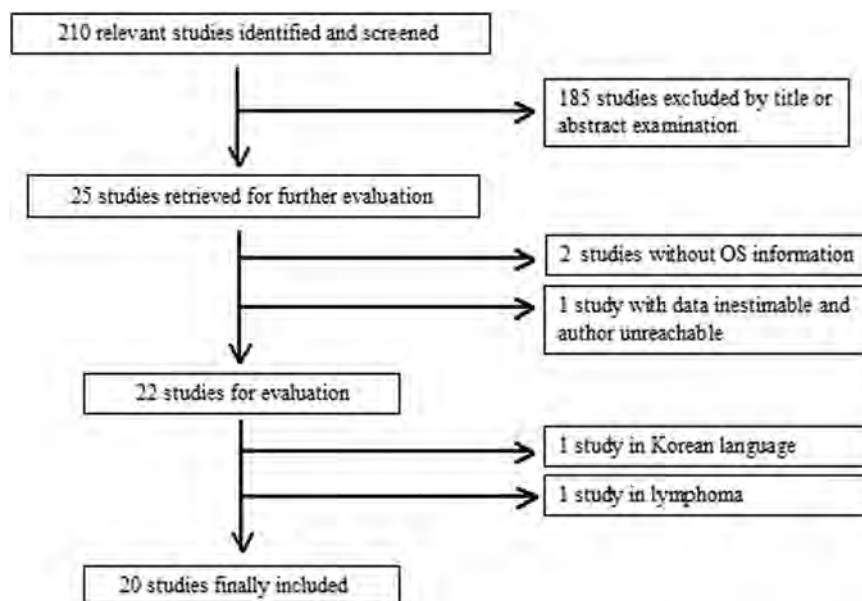 210 relevant studies identified and screened
185 studies excluded by title or
abstract examination
25 studies retrieved for further evaluation
2 studies without OS information
1 study with data inestimable and
author unreachable
22 studies for evaluation
1 study in Korean language
1 study in lymphoma
20 studies finally included